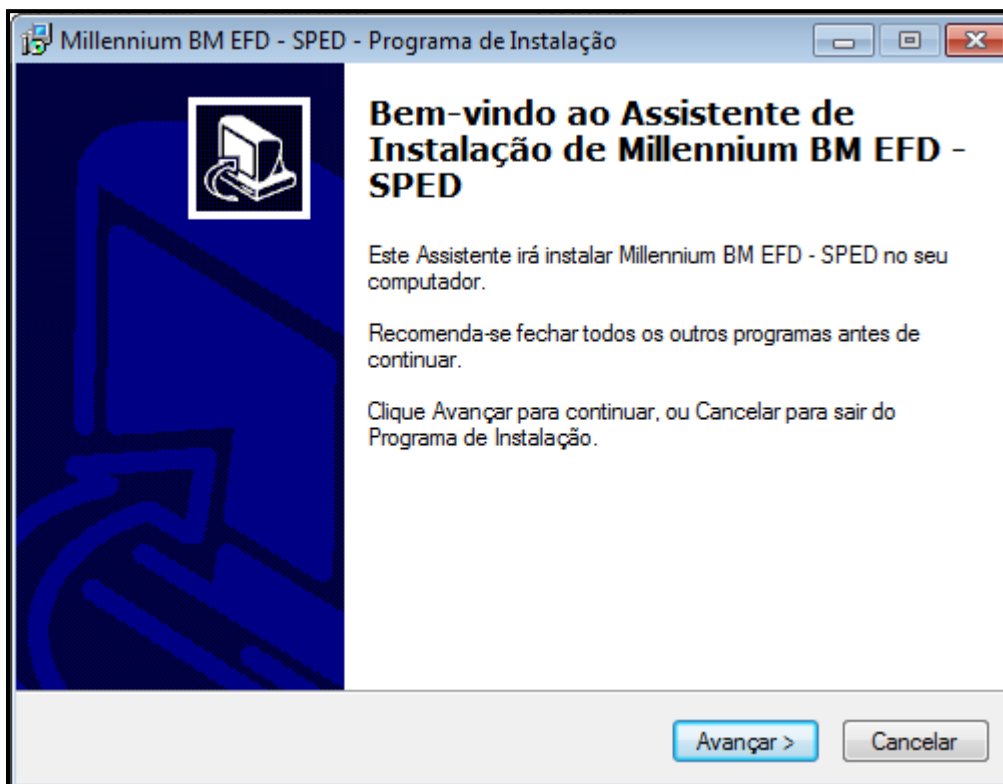 Millennium BM EFD - SPED - Programa de Instalação
Bem-vindo ao Assistente de
Instalação de Millennium BM EFD -
SPED
Este Assistente irá instalar Millennium BM EFD - SPED no seu
computador.
Recomenda-se fechar todos os outros programas antes de
continuar.
Clique Avançar para continuar, ou Cancelar para sair do
Programa de Instalação.
Avançar > Cancelar